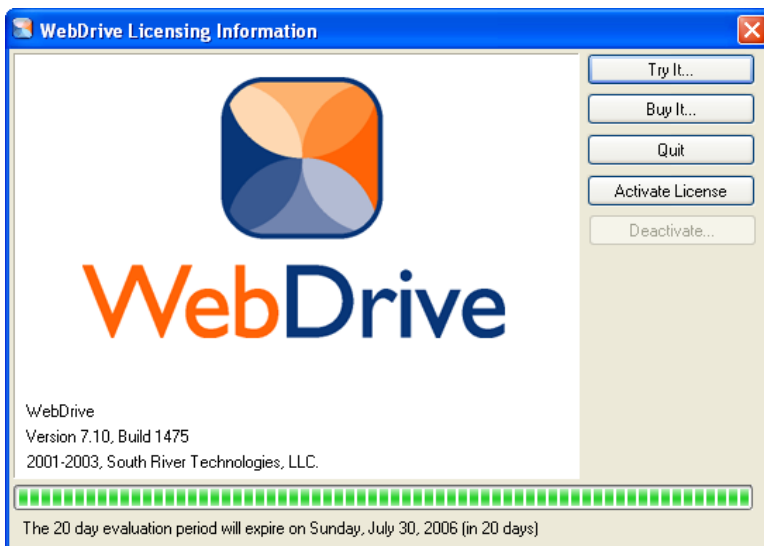 WebDrive Licensing Information
Try It...
Buy It...
Quit
Activate License
Deactivate...
WebDrive
WebDrive
Version 7.10, Build 1475
2001-2003, South River Technologies, LLC.
The 20 day evaluation period will expire on Sunday, July 30, 2006 (in 20 days)